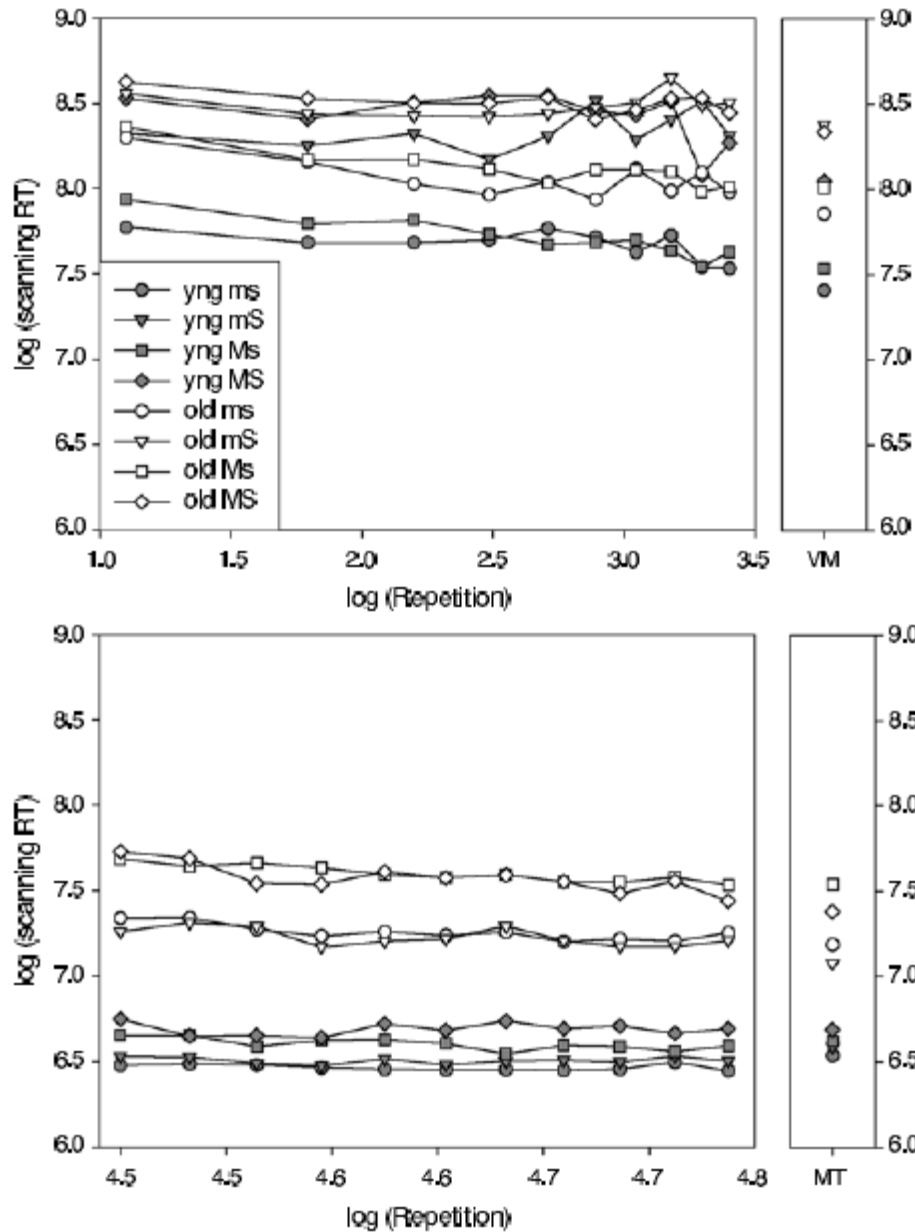 9.0
8.5
8.0
7.5
7.0
6.5
6.0
log (scanning RT)
yng ms
yng mS
yng Ms
yng MS
old ms
old mS
old Ms
old MS
1.0 1.5 2.0 2.5 3.0 3.5
log (Repetition)
9.0
8.5
8.0
7.5
7.0
6.5
6.0
VM
9.0
8.5
8.0
7.5
7.0
6.5
6.0
log (scanning RT)
4.5 4.5 4.6 4.6 4.7 4.7 4.8
log (Repetition)
9.0
8.5
8.0
7.5
7.0
6.5
6.0
MT